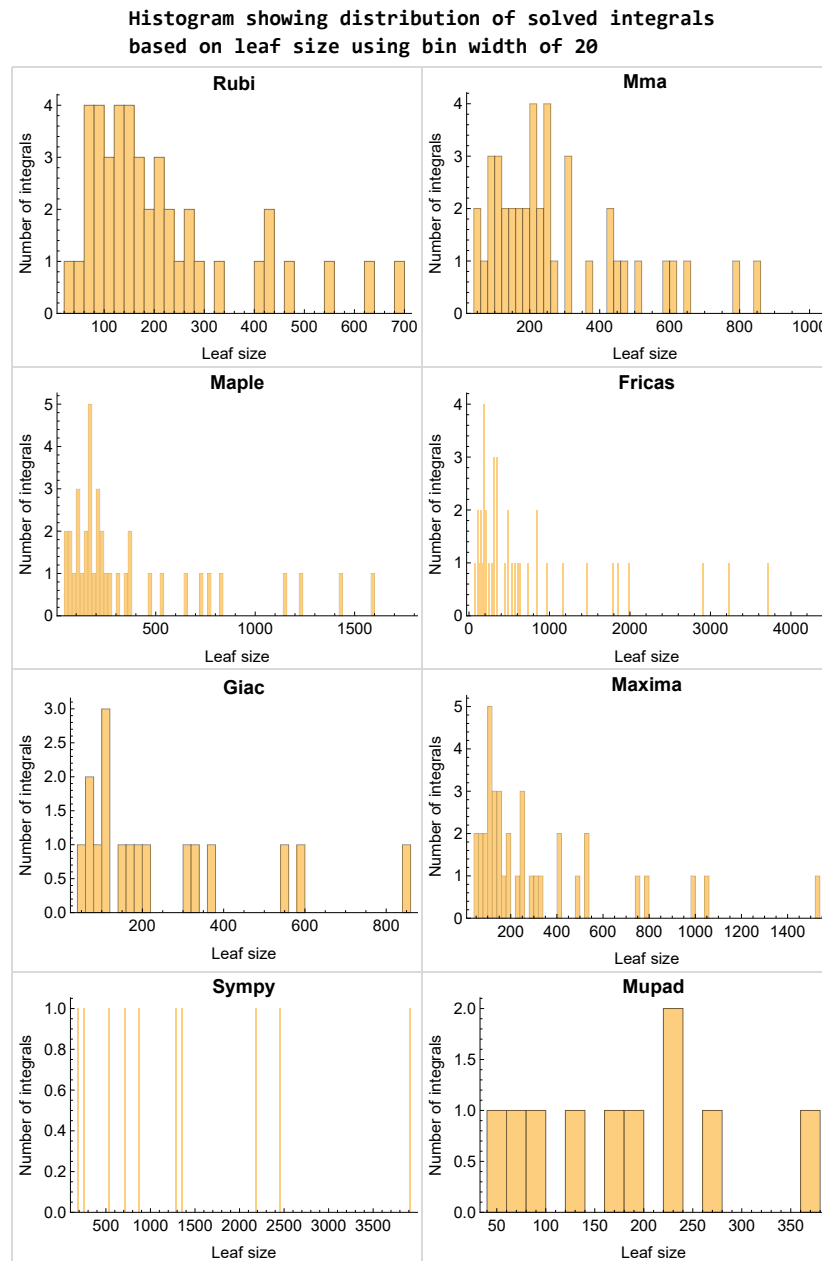 Histogram showing distribution of solved integrals
based on leaf size using bin width of 20
Rubi
Number of integrals
0 1 2 3 4
100 200 300 400 500 600 700
Leaf size
Mma
Number of integrals
0 1 2 3 4
200 400 600 800 1000
Leaf size
Maple
Number of integrals
0 1 2 3 4 5
500 1000 1500
Leaf size
Fricas
Number of integrals
0 1 2 3 4
0 1000 2000 3000 4000
Leaf size
Giac
Number of integrals
0.0 0.5 1.0 1.5 2.0 2.5 3.0
200 400 600 800
Leaf size
Maxima
Number of integrals
0 1 2 3 4 5
200 400 600 800 1000 1200 1400
Leaf size
Sympy
Number of integrals
0.0 0.2 0.4 0.6 0.8 1.0
500 1000 1500 2000 2500 3000 3500
Leaf size
Mupad
Number of integrals
0.0 0.5 1.0 1.5 2.0
50 100 150 200 250 300 350
Leaf size